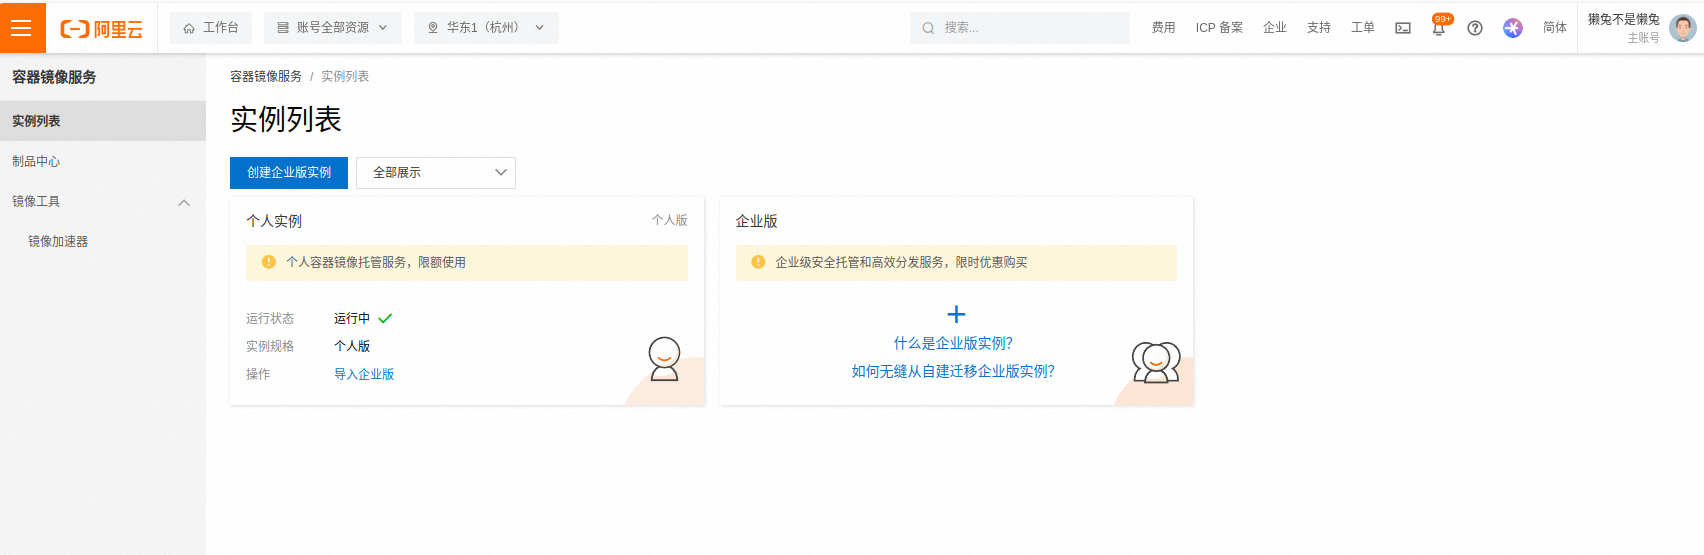 阿里云
工作台
账号全部资源
华东1（杭州）
搜索...
费用
ICP 备案
企业
支持
工单
99+
简体
獭兔不是懒兔
主账号
容器镜像服务
实例列表
制品中心
镜像工具
镜像加速器
容器镜像服务 / 实例列表
实例列表
创建企业版实例
全部展示
个人实例
个人版
个人容器镜像托管服务，限额使用
运行状态 运行中
实例规格 个人版
操作 导入企业版
企业版
企业级安全托管和高效分发服务，限时优惠购买
什么是企业版实例？
如何无缝从自建迁移企业版实例？